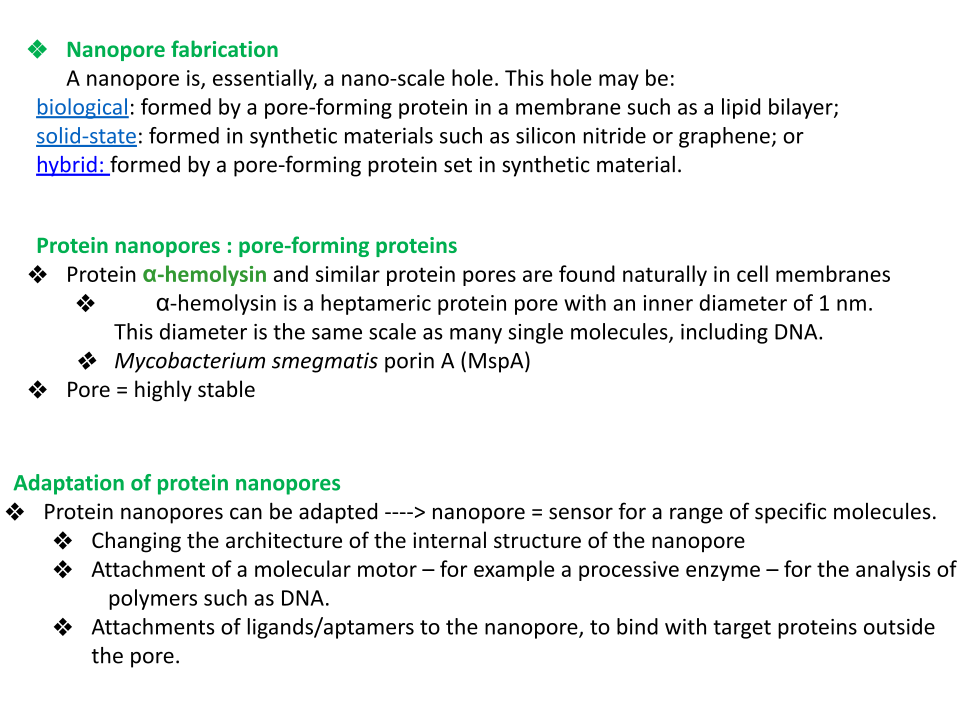 ❖ Nanopore fabrication
A nanopore is, essentially, a nano-scale hole. This hole may be:
biological: formed by a pore-forming protein in a membrane such as a lipid bilayer;
solid-state: formed in synthetic materials such as silicon nitride or graphene; or
hybrid: formed by a pore-forming protein set in synthetic material.
Protein nanopores : pore-forming proteins
❖ Protein α-hemolysin and similar protein pores are found naturally in cell membranes
❖ α-hemolysin is a heptameric protein pore with an inner diameter of 1 nm.
This diameter is the same scale as many single molecules, including DNA.
❖ Mycobacterium smegmatis porin A (MspA)
❖ Pore = highly stable
Adaptation of protein nanopores
❖ Protein nanopores can be adapted ----> nanopore = sensor for a range of specific molecules.
❖ Changing the architecture of the internal structure of the nanopore
❖ Attachment of a molecular motor – for example a processive enzyme – for the analysis of
polymers such as DNA.
❖ Attachments of ligands/aptamers to the nanopore, to bind with target proteins outside
the pore.